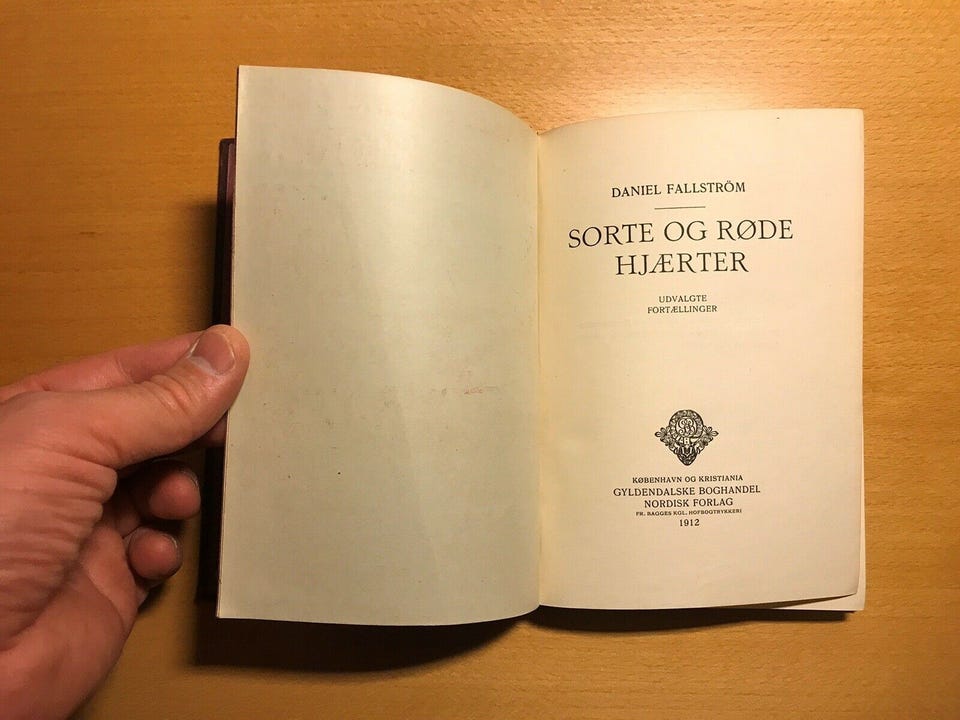 DANIEL FALLSTRÖM
SORTE OG RØDE
HJÆRTER
UDVALGTE
FORTÆLLINGER
KØBENHAVN OG KRISTIANIA
GYLDENDALSKE BOGHANDEL
NORDISK FORLAG
FR. BAGGES KGL. HOFBOGTRYKKERI
1912